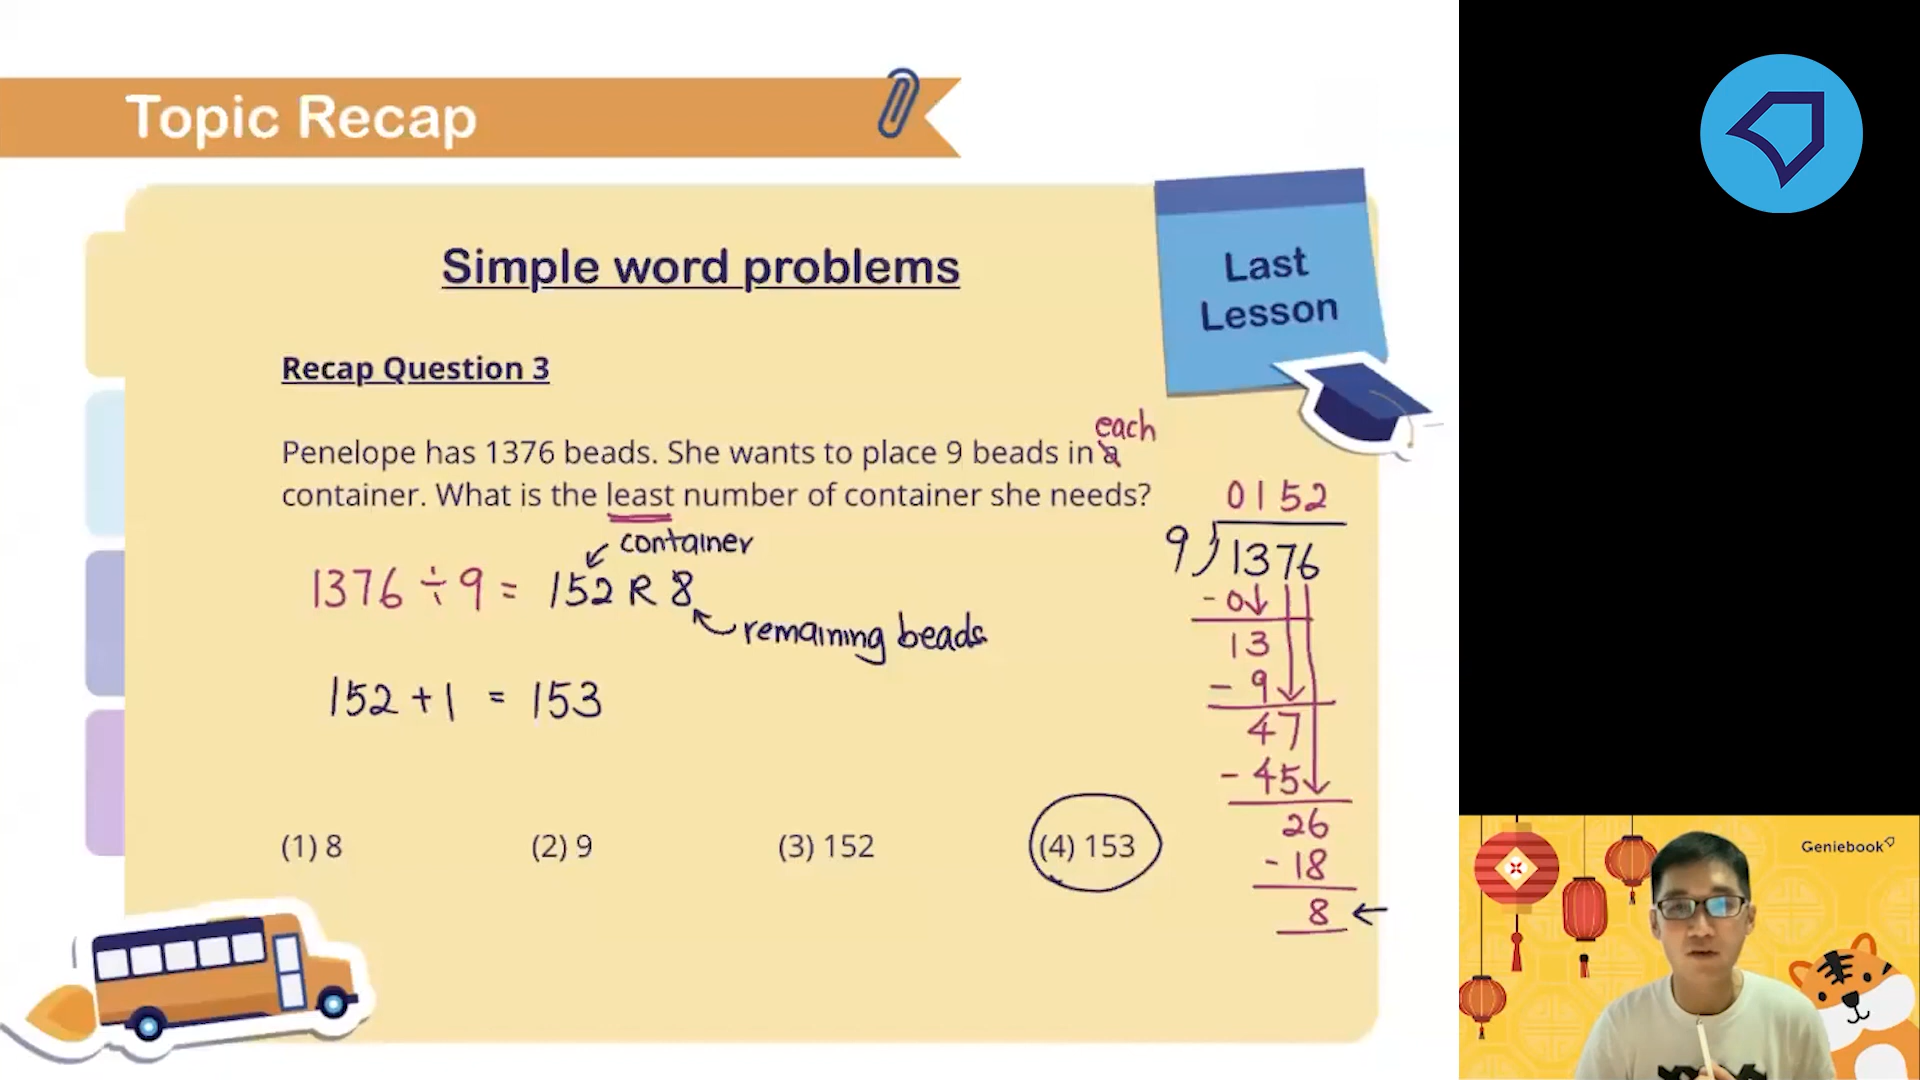 Topic Recap
Last
Lesson
Simple word problems
Recap Question 3
each
Penelope has 1376 beads. She wants to place 9 beads in a
container. What is the least number of container she needs?
container
1376 ÷ 9 = 152 R 8
remaining beads
152 + 1 = 153
(1) 8 (2) 9 (3) 152 (4) 153
0152
9 1376
- 0
13
- 9
47
- 45
26
- 18
8
Geniebook